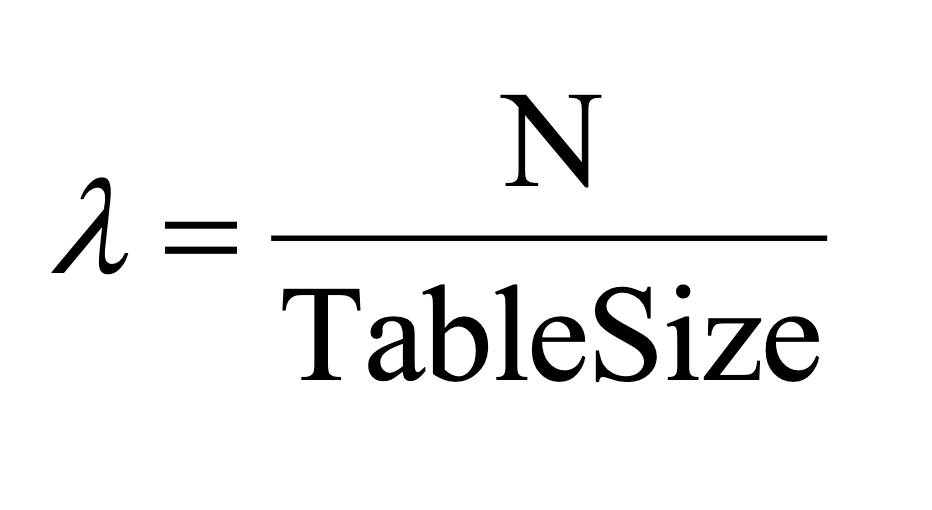 λ = N
TableSize